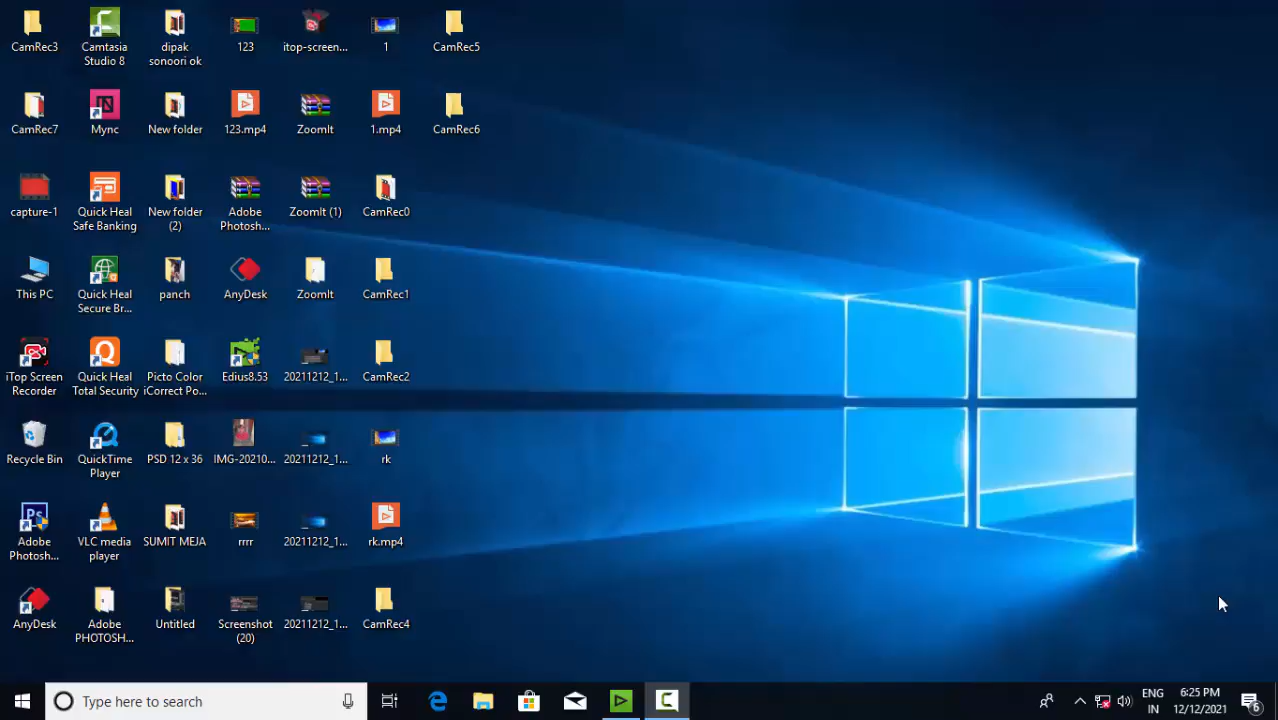 CamRec3
Camtasia
Studio 8
dipak
sonoori ok
123
itop-screen...
1
CamRec5
CamRec7
Mync
New folder
123.mp4
ZoomIt
1.mp4
CamRec6
capture-1
Quick Heal
Safe Banking
New folder
(2)
Adobe
Photosh...
ZoomIt (1)
CamRec0
This PC
Quick Heal
Secure Br...
panch
AnyDesk
ZoomIt
CamRec1
iTop Screen
Recorder
Quick Heal
Total Security
Picto Color
iCorrect Po...
Edius8.53
20211212_1...
CamRec2
Recycle Bin
QuickTime
Player
PSD 12 x 36
IMG-20210...
20211212_1...
rk
Ps
Adobe
Photosh...
VLC media
player
SUMIT MEJA
rrrr
20211212_1...
rk.mp4
AnyDesk
Adobe
PHOTOSH...
Untitled
Screenshot
(20)
20211212_1...
CamRec4
Type here to search
ENG
IN
6:25 PM
12/12/2021
6